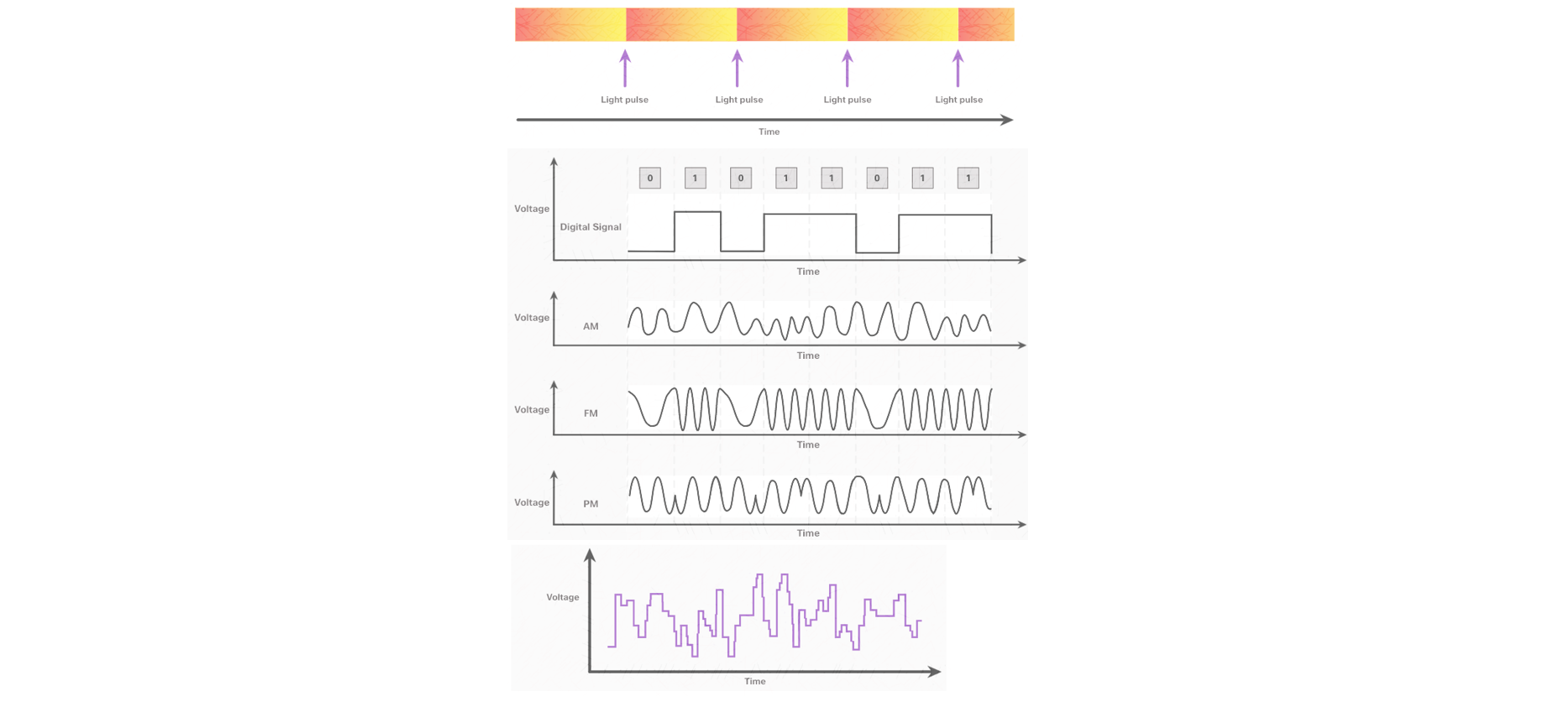 Light pulse Light pulse Light pulse Light pulse
Time
0 1 0 1 1 0 1 1
Voltage
Digital Signal
Time
Voltage
AM
Time
Voltage
FM
Time
Voltage
PM
Time
Voltage
Time